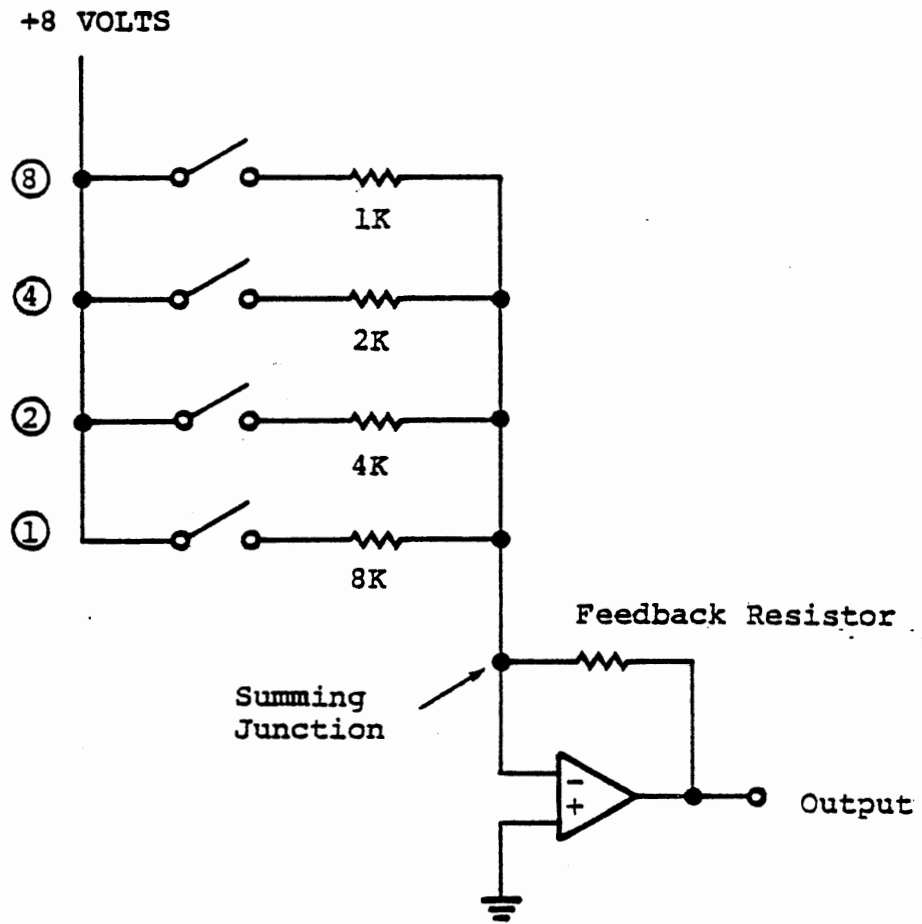 +8 VOLTS
8
1K
4
2K
2
4K
1
8K
Feedback Resistor
Summing
Junction
-
+
Output